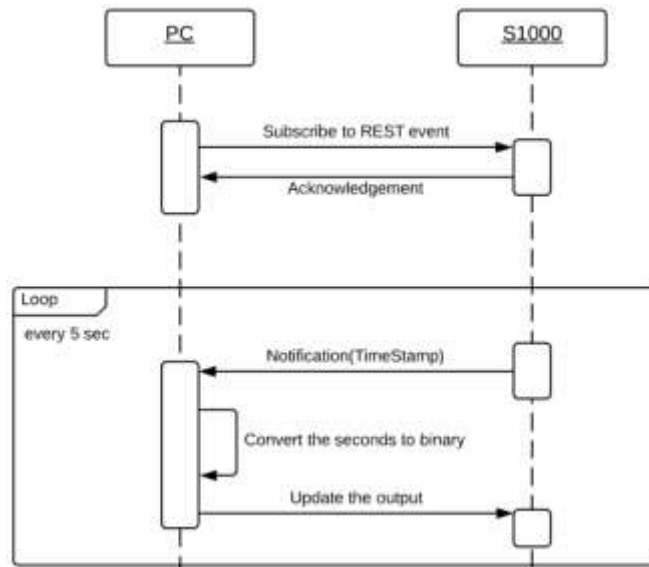 PC
S1000
Subscribe to REST event
Acknowledgement
Loop
every 5 sec
Notification(TimeStamp)
Convert the seconds to binary
Update the output